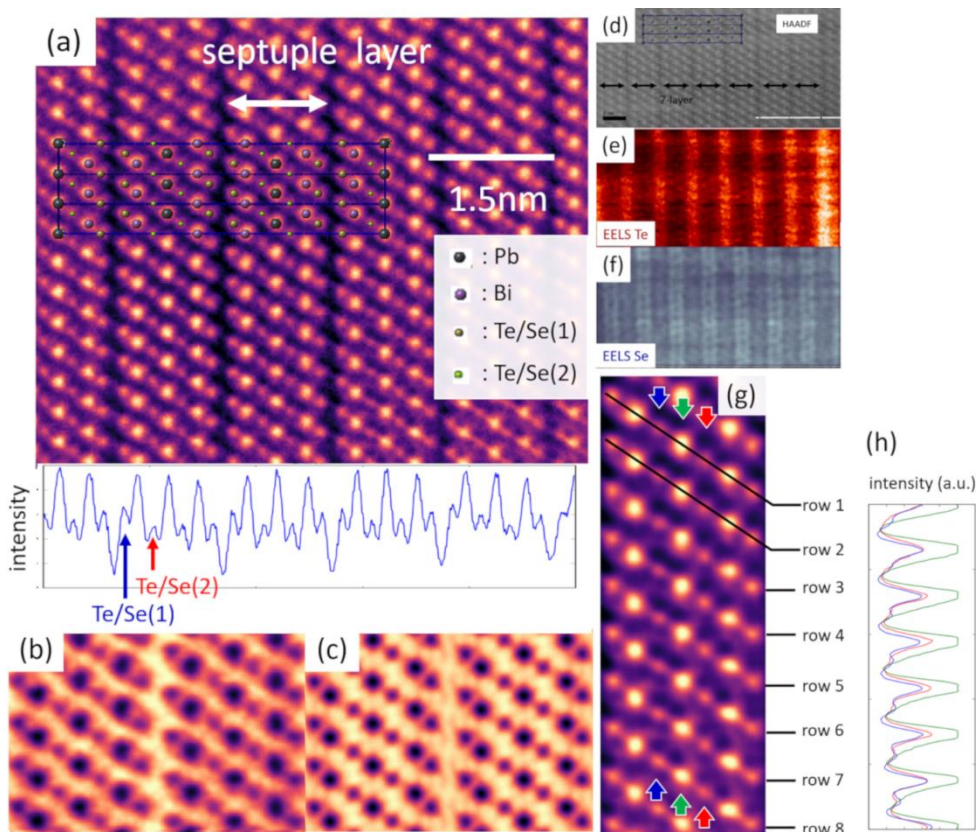 (a)
septuple layer
1.5nm
: Pb
: Bi
: Te/Se(1)
: Te/Se(2)
intensity
Te/Se(2)
Te/Se(1)
(b)
(c)
(d)
HAADF
7-layer
(e)
EELS Te
(f)
EELS Se
(g)
row 1
row 2
row 3
row 4
row 5
row 6
row 7
row 8
(h)
intensity (a.u.)